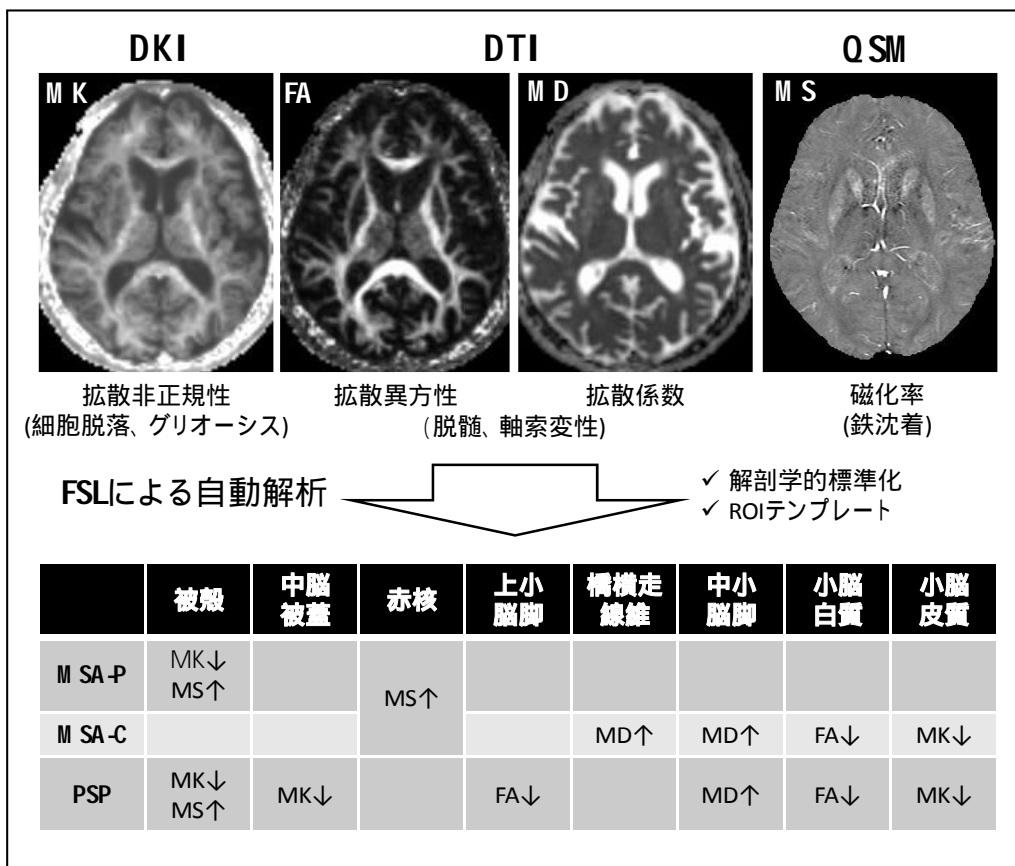 DKI DTI QSM
MK FA MD MS
拡散非正規性 拡散異方性 拡散係数 磁化率
(細胞脱落、グリオーシス) (脱髄、軸索変性) (鉄沈着)
FSLによる自動解析
✓ 解剖学的標準化
✓ ROIテンプレート
被殻 中脳被蓋 赤核 上小脳脚 橋横走線維 中小脳脚 小脳白質 小脳皮質
MSA-P MK↓ MS↑ MS↑
MSA-C MD↑ MD↑ FA↓ MK↓
PSP MK↓ MS↑ MK↓ FA↓ MD↑ FA↓ MK↓